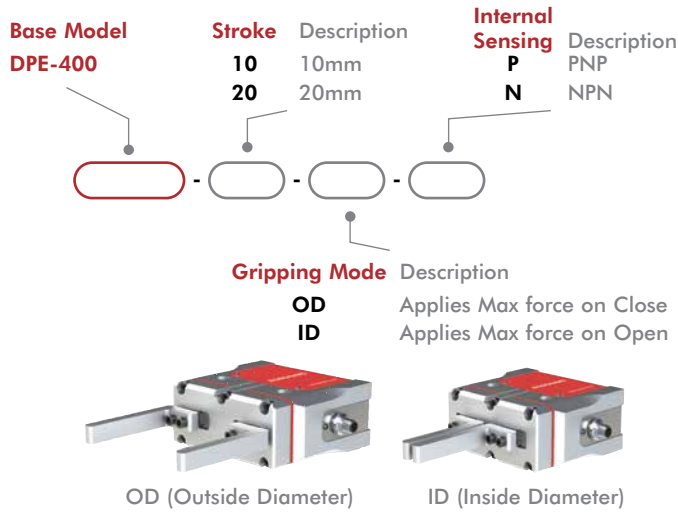 Base Model
DPE-400
Stroke Description
10 10mm
20 20mm
Internal
Sensing Description
P PNP
N NPN
- - -
Gripping Mode Description
OD Applies Max force on Close
ID Applies Max force on Open
OD (Outside Diameter)
ID (Inside Diameter)